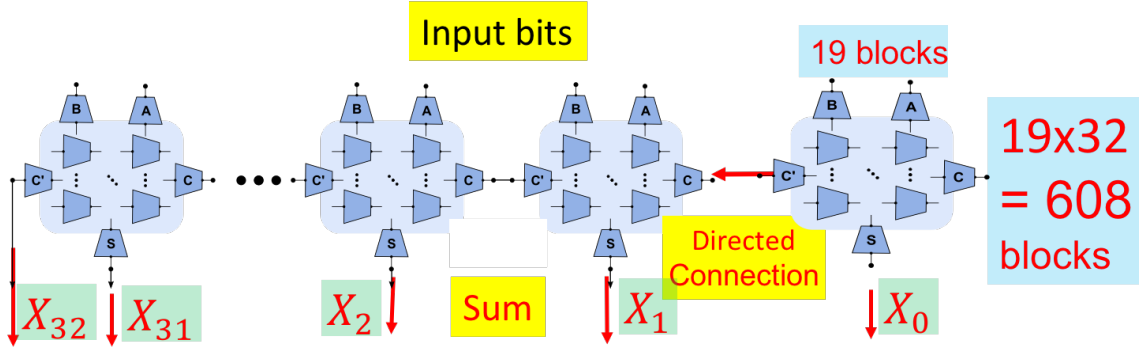 Input bits
19 blocks
B A
B A
B A
B A
C' C
C' C
C' C
C' C
19x32
= 608
blocks
S
S
S
S
Directed
Connection
X₃₂
X₃₁
X₂
Sum
X₁
X₀